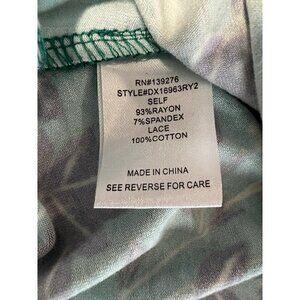 RN#139276
STYLE#DX16963RY2
SELF
93%RAYON
7%SPANDEX
LACE
100%COTTON
MADE IN CHINA
SEE REVERSE FOR CARE